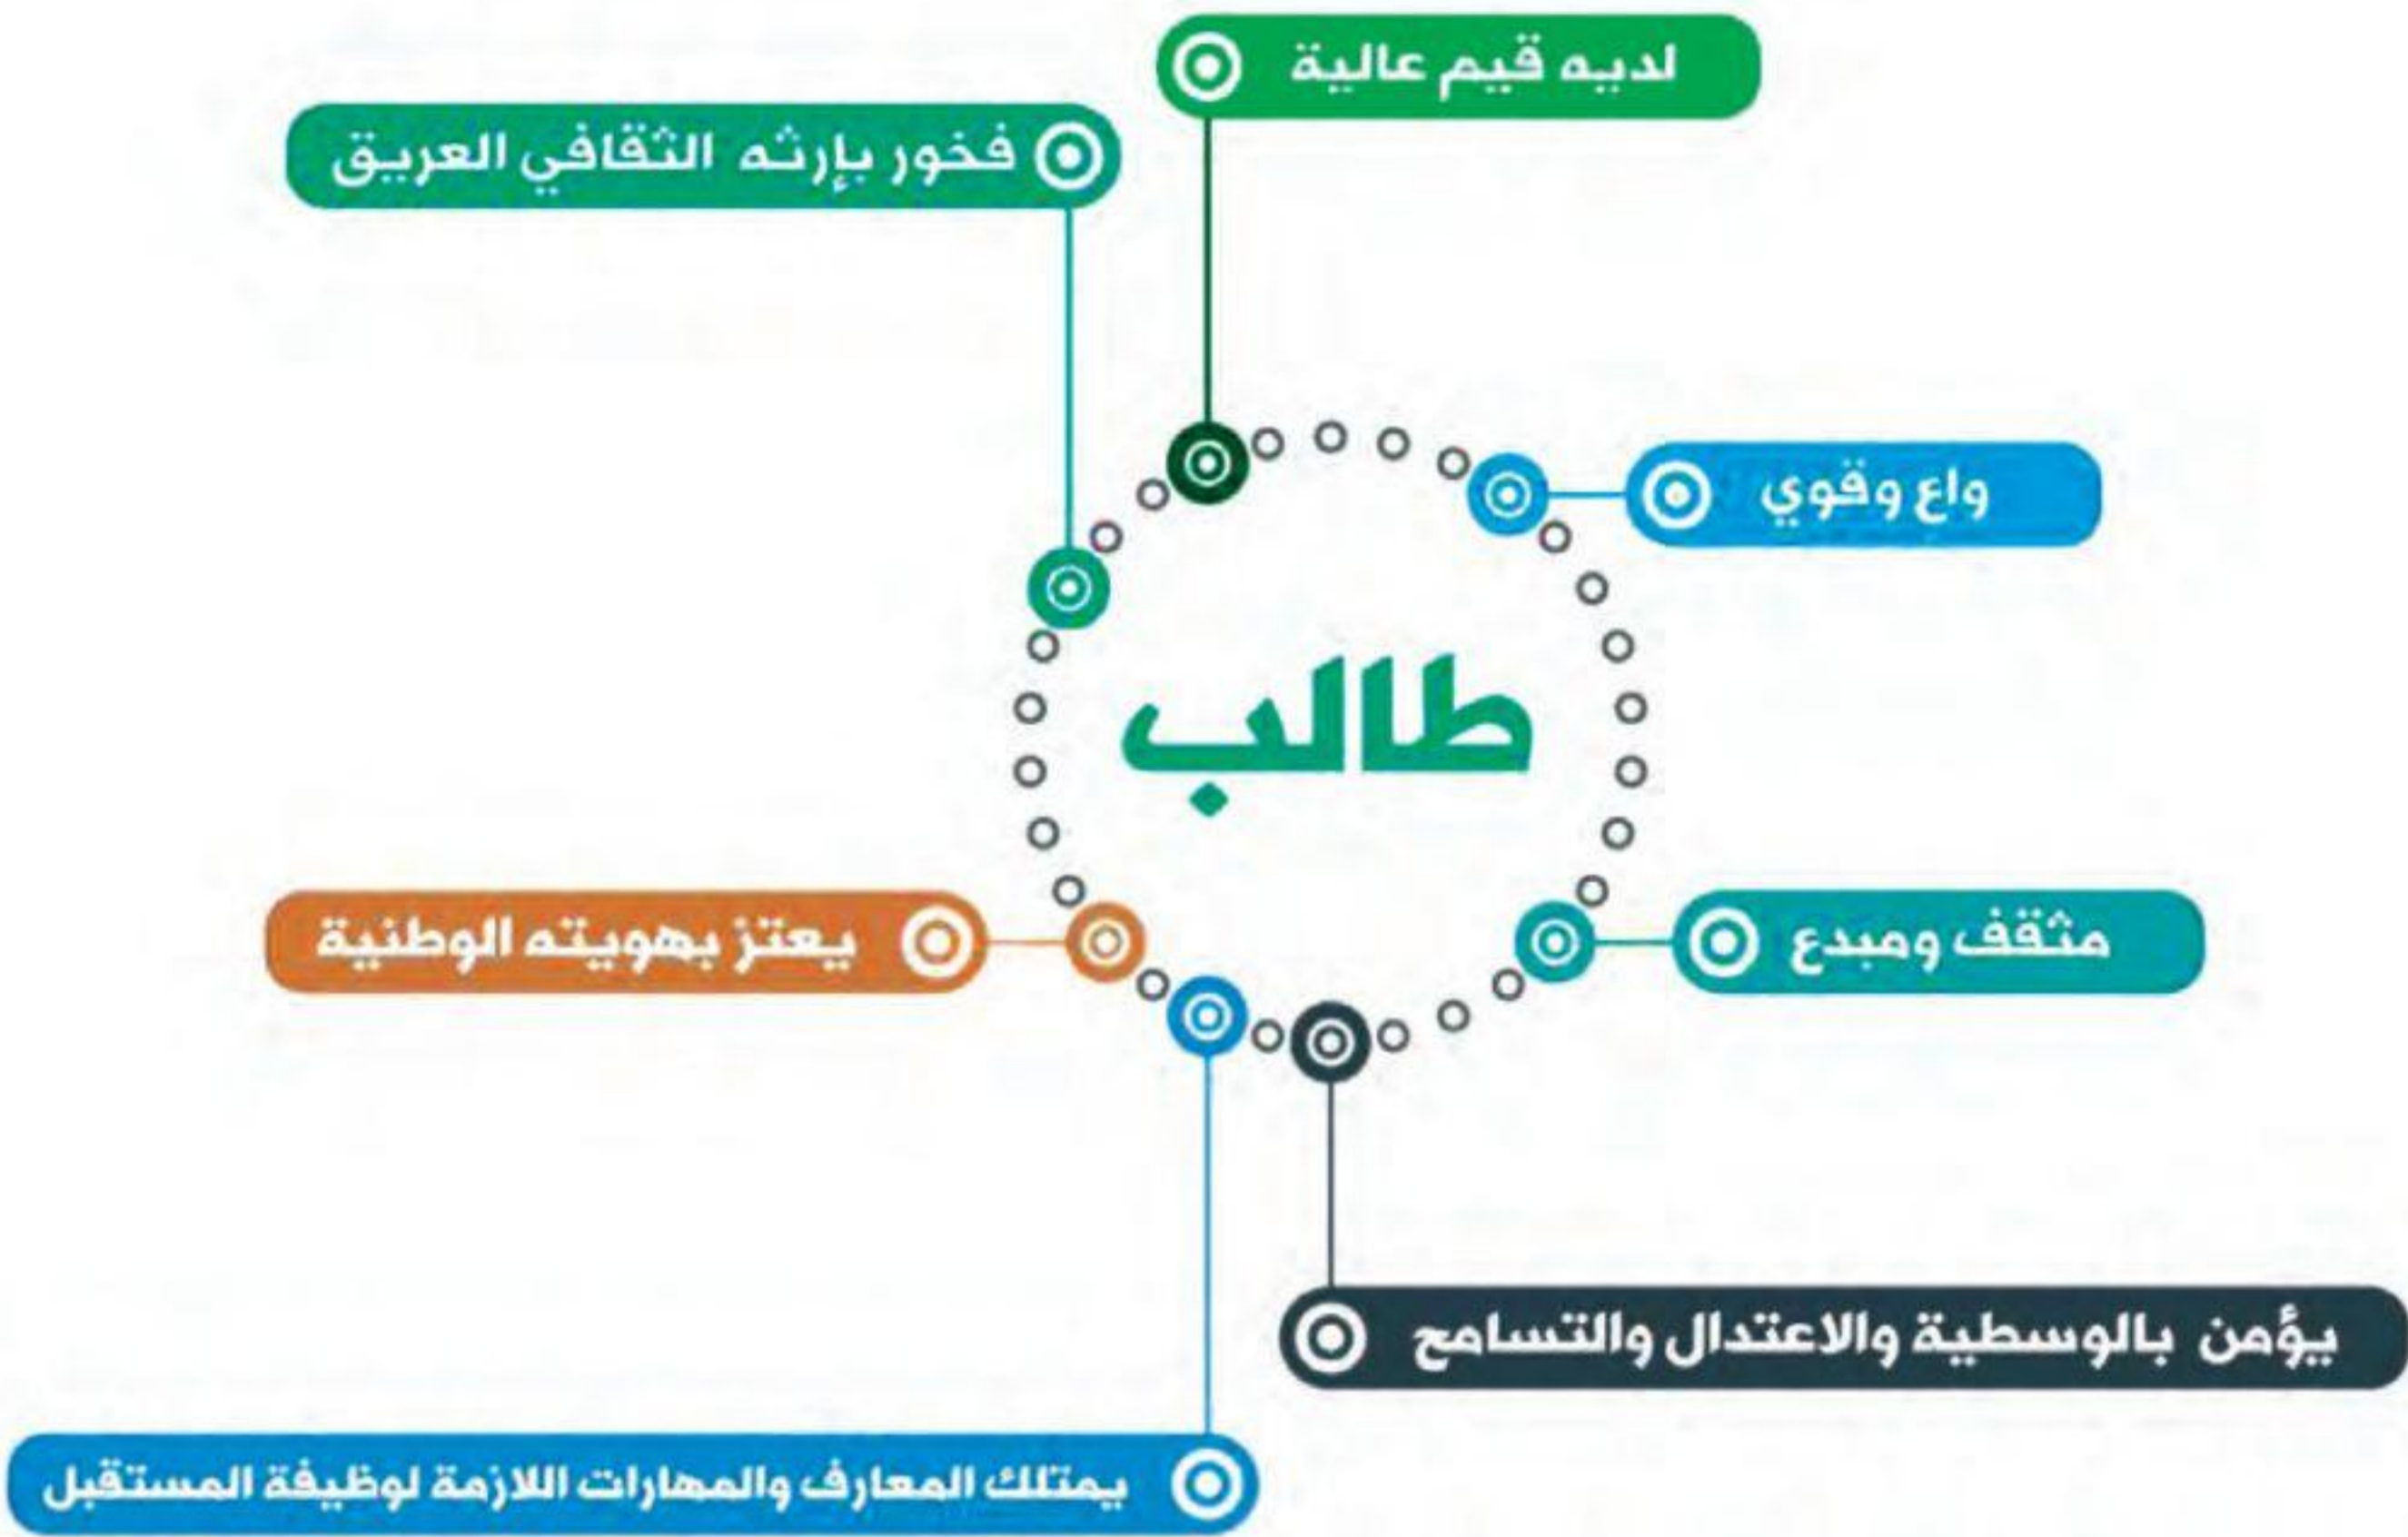 لديه قيم عالية
فخور بإرثه الثقافي العريق
واع وقوي
طالب
مثقف ومبدع
يعتز بهويته الوطنية
يؤمن بالوسطية والاعتدال والتسامح
يمتلك المعارف والمهارات اللازمة لوظيفة المستقبل